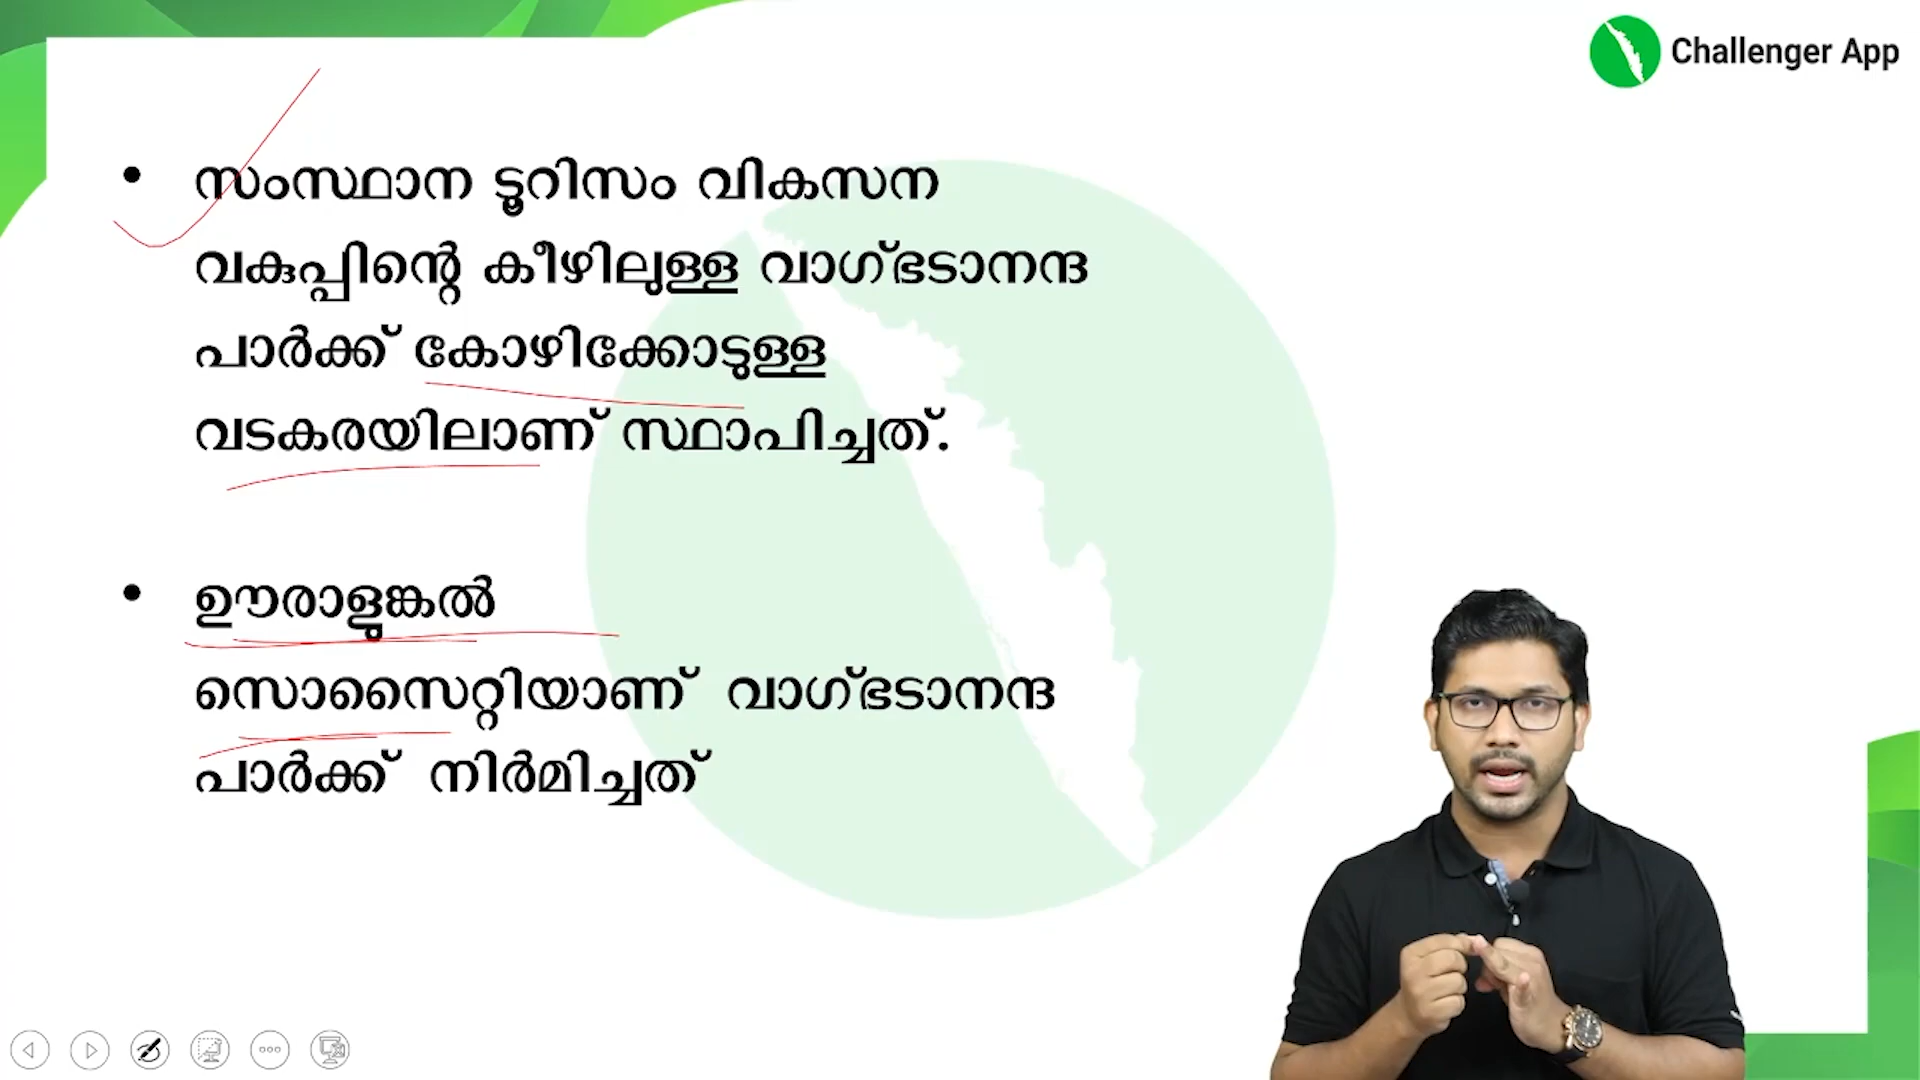 Challenger App
സംസ്ഥാന ടൂറിസം വികസന
വകുപ്പിന്റെ കീഴിലുള്ള വാഗ്ഭടാനന്ദ
പാർക്ക് കോഴിക്കോടുള്ള
വടകരയിലാണ് സ്ഥാപിച്ചത്.
ഊരാളുങ്കൽ
സൊസൈറ്റിയാണ് വാഗ്ഭടാനന്ദ
പാർക്ക് നിർമിച്ചത്